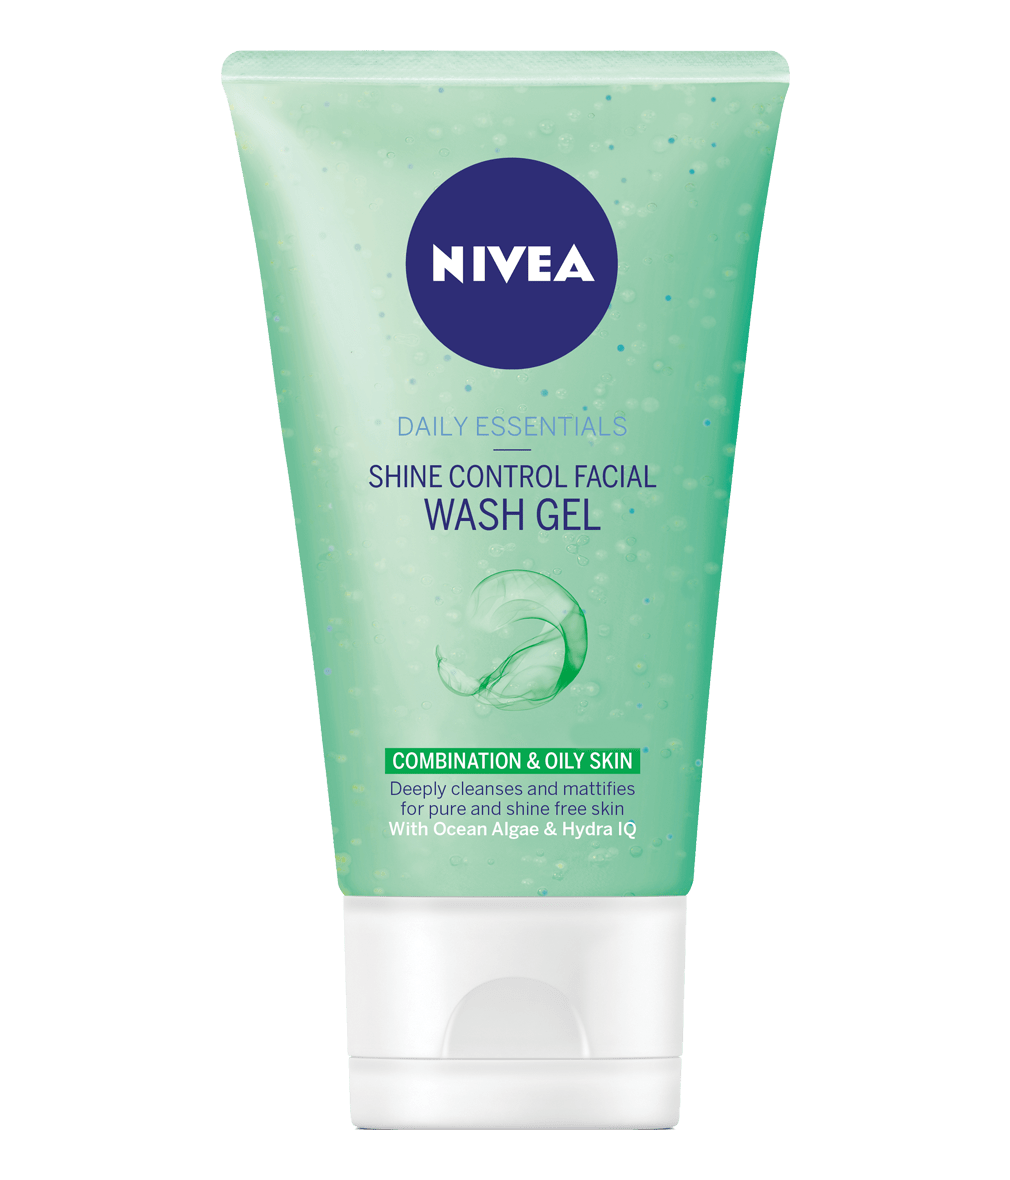 NIVEA
DAILY ESSENTIALS
SHINE CONTROL FACIAL
WASH GEL
COMBINATION & OILY SKIN
Deeply cleanses and mattifies
for pure and shine free skin
With Ocean Algae & Hydra IQ